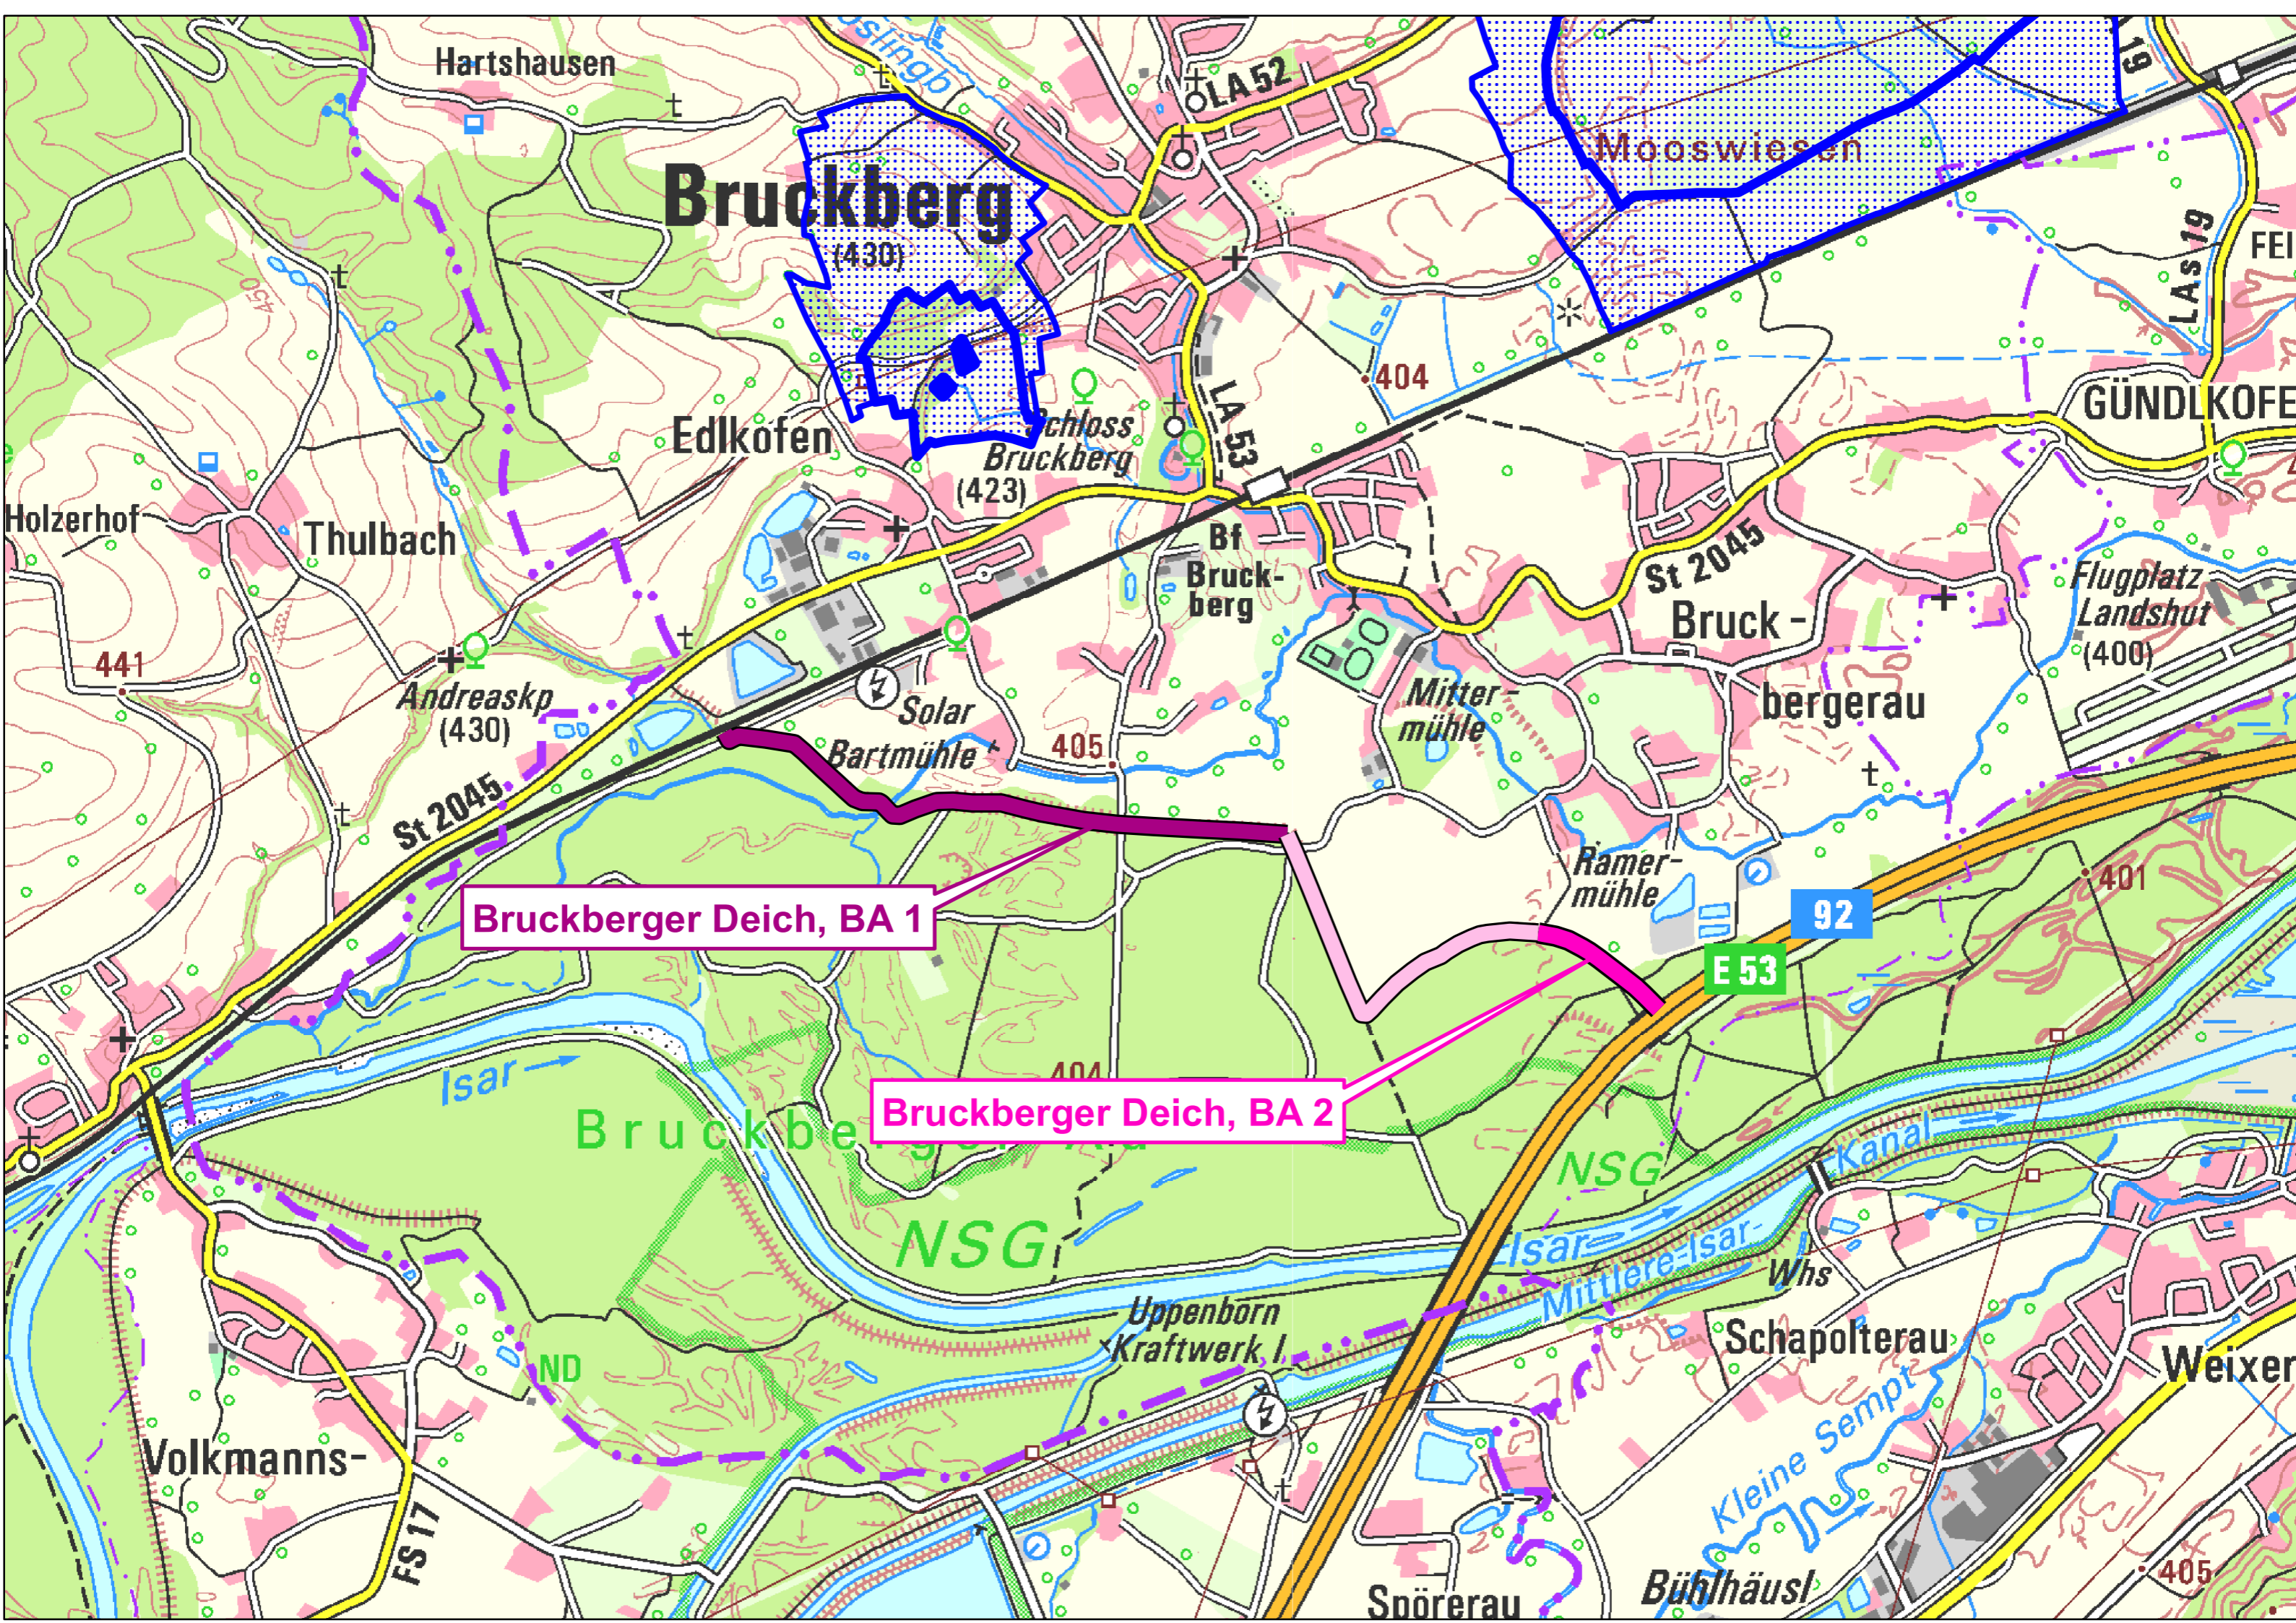 Hartshausen
LA 52
19
Mooswiesen
Bruckberg
(430)
LAs 19
450
404
GÜNDLKOFE
Edlkofen
Schloss
Bruckberg
(423)
LA 53
Holzerhof
Thulbach
Bf
Bruck-
berg
St 2045
Flugplatz
Landshut
(400)
Bruck-
bergerau
441
Andreaskp
(430)
Solar
Bartmühle
405
Mitter-
mühle
St 2045
Ramer-
mühle
401
92
Bruckberger Deich, BA 1
E 53
Isar
404
Bruckberger Deich, BA 2
NSG
Kanal
NSG
Isar
Mittlere-Isar-
Whs
Uppenborn
Kraftwerk I
Schapolterau
Weixer
ND
Volkmanns-
Kleine Sempt
FS 17
Bühlhäusl
405
Spörerau